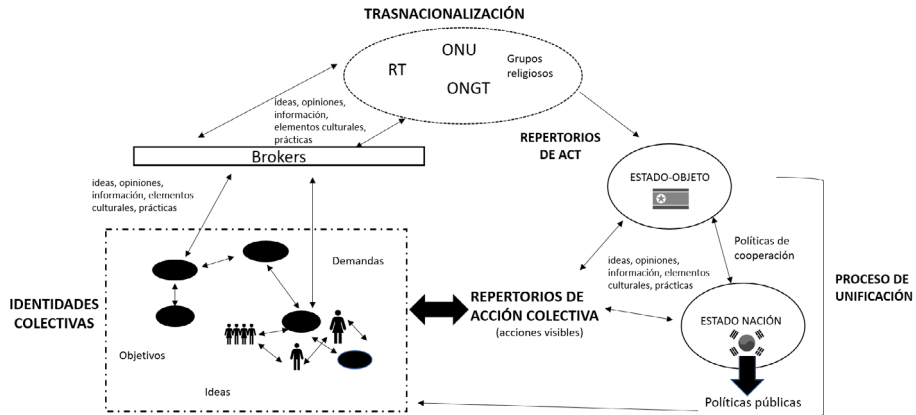 TRASNACIONALIZACIÓN
ONU
RT
Grupos
religiosos
ONGT
ideas, opiniones,
información,
elementos culturales,
prácticas
Brokers
REPERTORIOS
DE ACT
ESTADO-OBJETO
ideas, opiniones,
información, elementos
culturales, prácticas
Políticas de
cooperación
ideas, opiniones,
información, elementos
culturales, prácticas
PROCESO DE
UNIFICACIÓN
Demandas
IDENTIDADES
COLECTIVAS
REPERTORIOS DE
ACCIÓN COLECTIVA
(acciones visibles)
ESTADO NACIÓN
Objetivos
Ideas
Políticas públicas